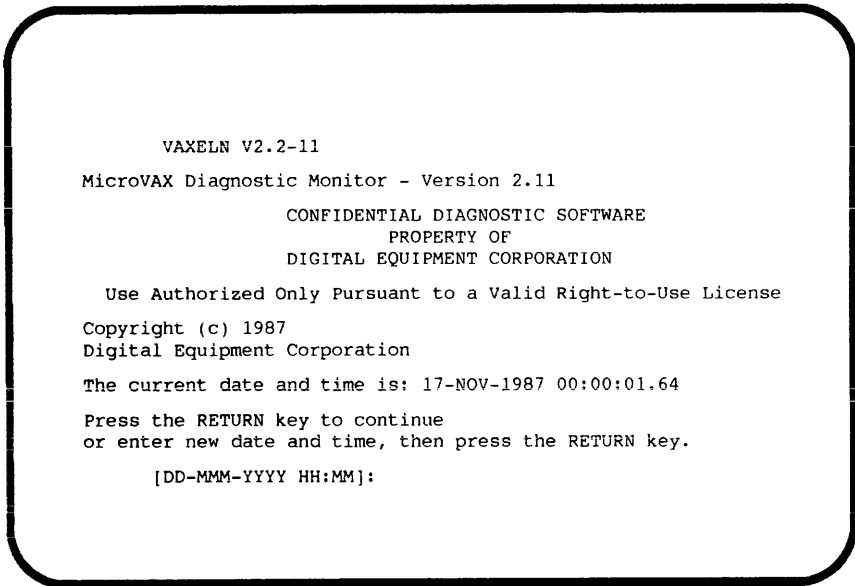 VAXELN V2.2-11
MicroVAX Diagnostic Monitor - Version 2.11
CONFIDENTIAL DIAGNOSTIC SOFTWARE
PROPERTY OF
DIGITAL EQUIPMENT CORPORATION
Use Authorized Only Pursuant to a Valid Right-to-Use License
Copyright (c) 1987
Digital Equipment Corporation
The current date and time is: 17-NOV-1987 00:00:01.64
Press the RETURN key to continue
or enter new date and time, then press the RETURN key.
[DD-MMM-YYYY HH:MM]: